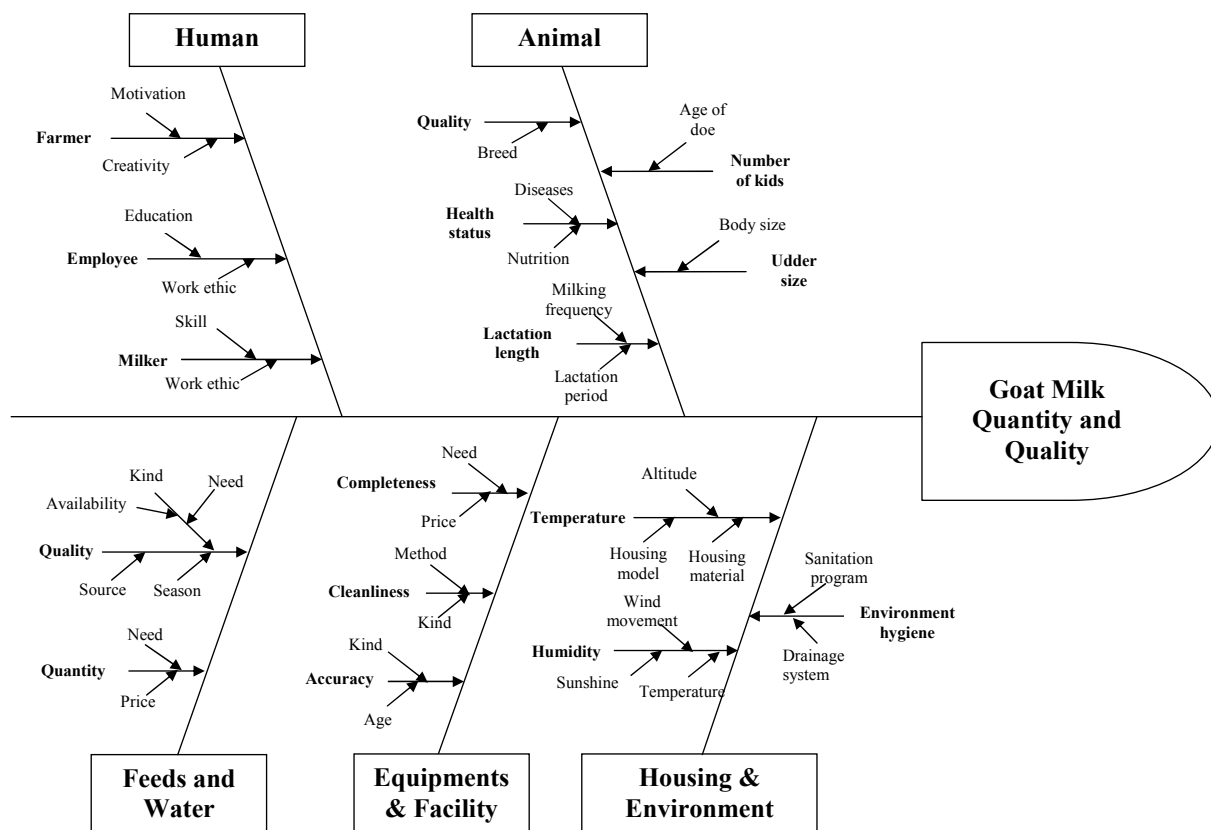 Human
Animal
Motivation
Farmer
Creativity
Education
Employee
Work ethic
Skill
Milker
Work ethic
Quality
Breed
Age of
doe
Number
of kids
Diseases
Health
status
Nutrition
Body size
Udder
size
Milking
frequency
Lactation
length
Lactation
period
Goat Milk
Quantity and
Quality
Kind
Need
Availability
Quality
Source
Season
Need
Quantity
Price
Need
Completeness
Price
Method
Cleanliness
Kind
Kind
Accuracy
Age
Altitude
Temperature
Housing
model
Housing
material
Wind
movement
Humidity
Sunshine
Temperature
Sanitation
program
Environment
hygiene
Drainage
system
Feeds and
Water
Equipments
& Facility
Housing &
Environment